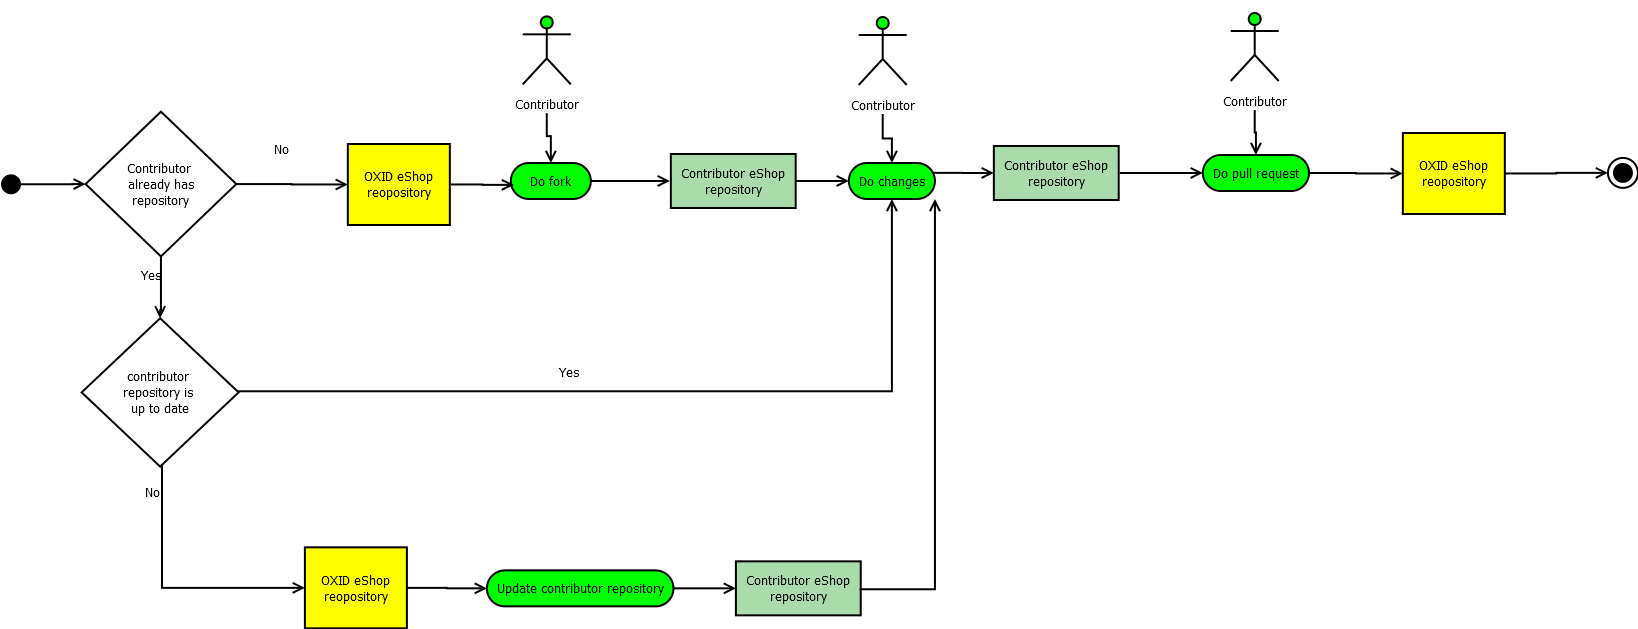 Contributor
Contributor
Contributor
No
Contributor
already has
repository
OXID eShop
reopository
Do fork
Contributor eShop
repository
Do changes
Contributor eShop
repository
Do pull request
OXID eShop
reopository
Yes
Yes
contributor
repository is
up to date
No
OXID eShop
reopository
Update contributor repository
Contributor eShop
repository